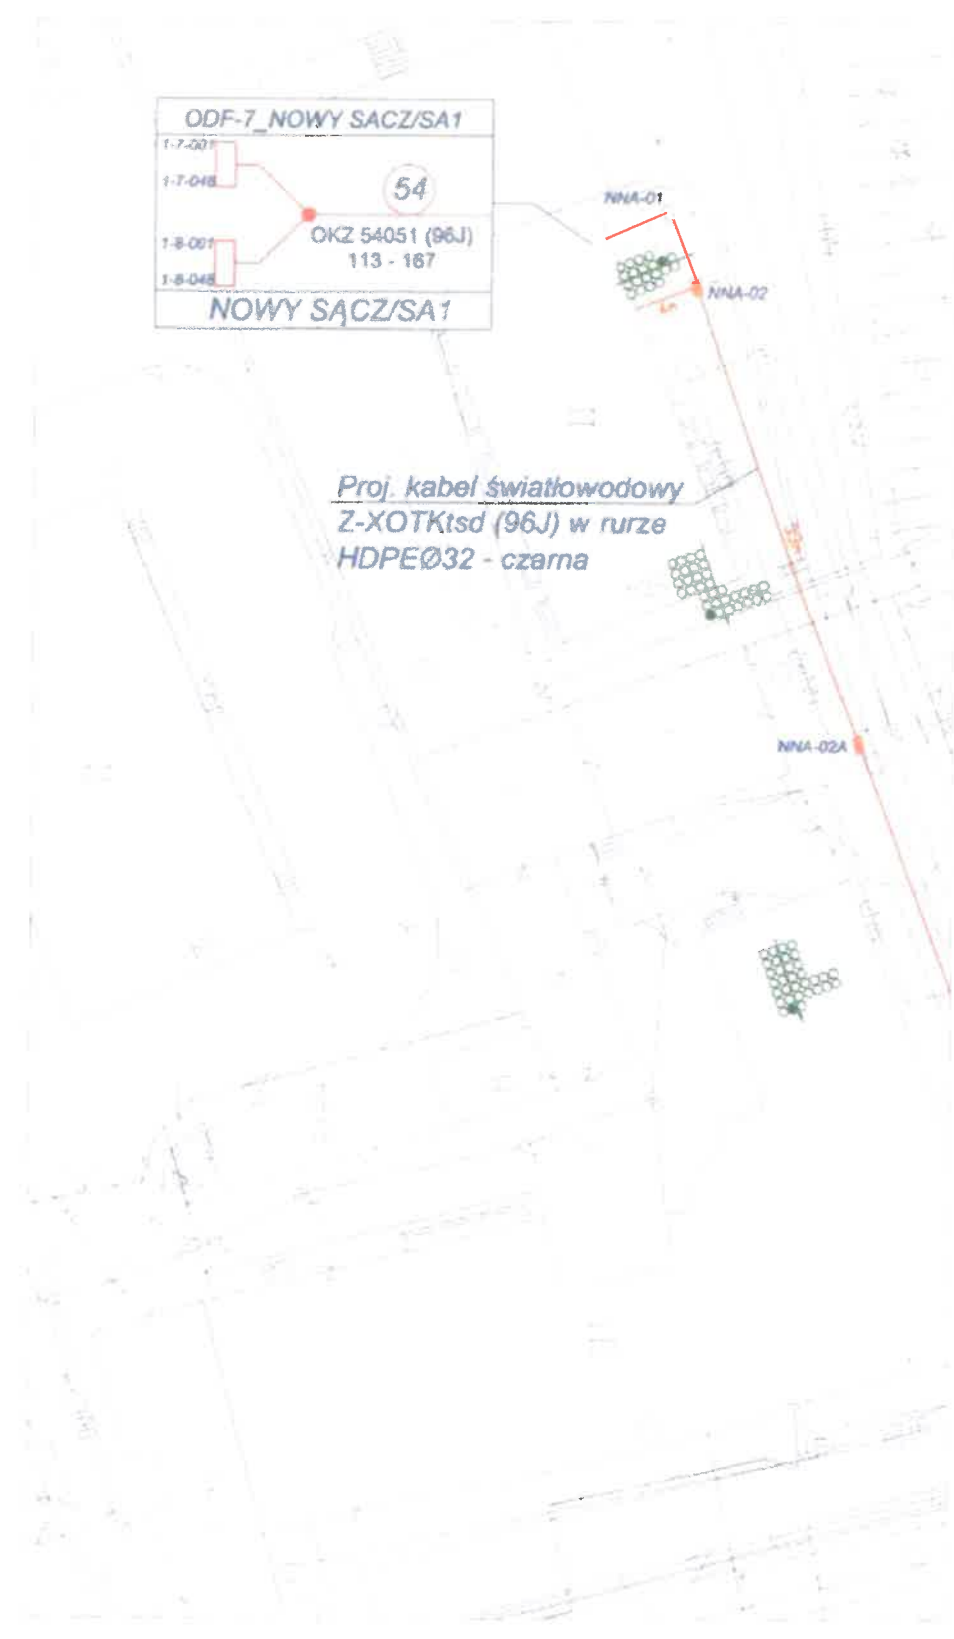 ODF-7_NOWY SACZ/SA1
1-7-001
1-7-048
54
1-8-001
OKZ 54051 (96J)
113 - 167
1-8-048
NOWY SĄCZ/SA1
NNA-01
NNA-02
Proj. kabel światłowodowy
Z-XOTKtsd (96J) w rurze
HDPEØ32 - czarna
NNA-02A